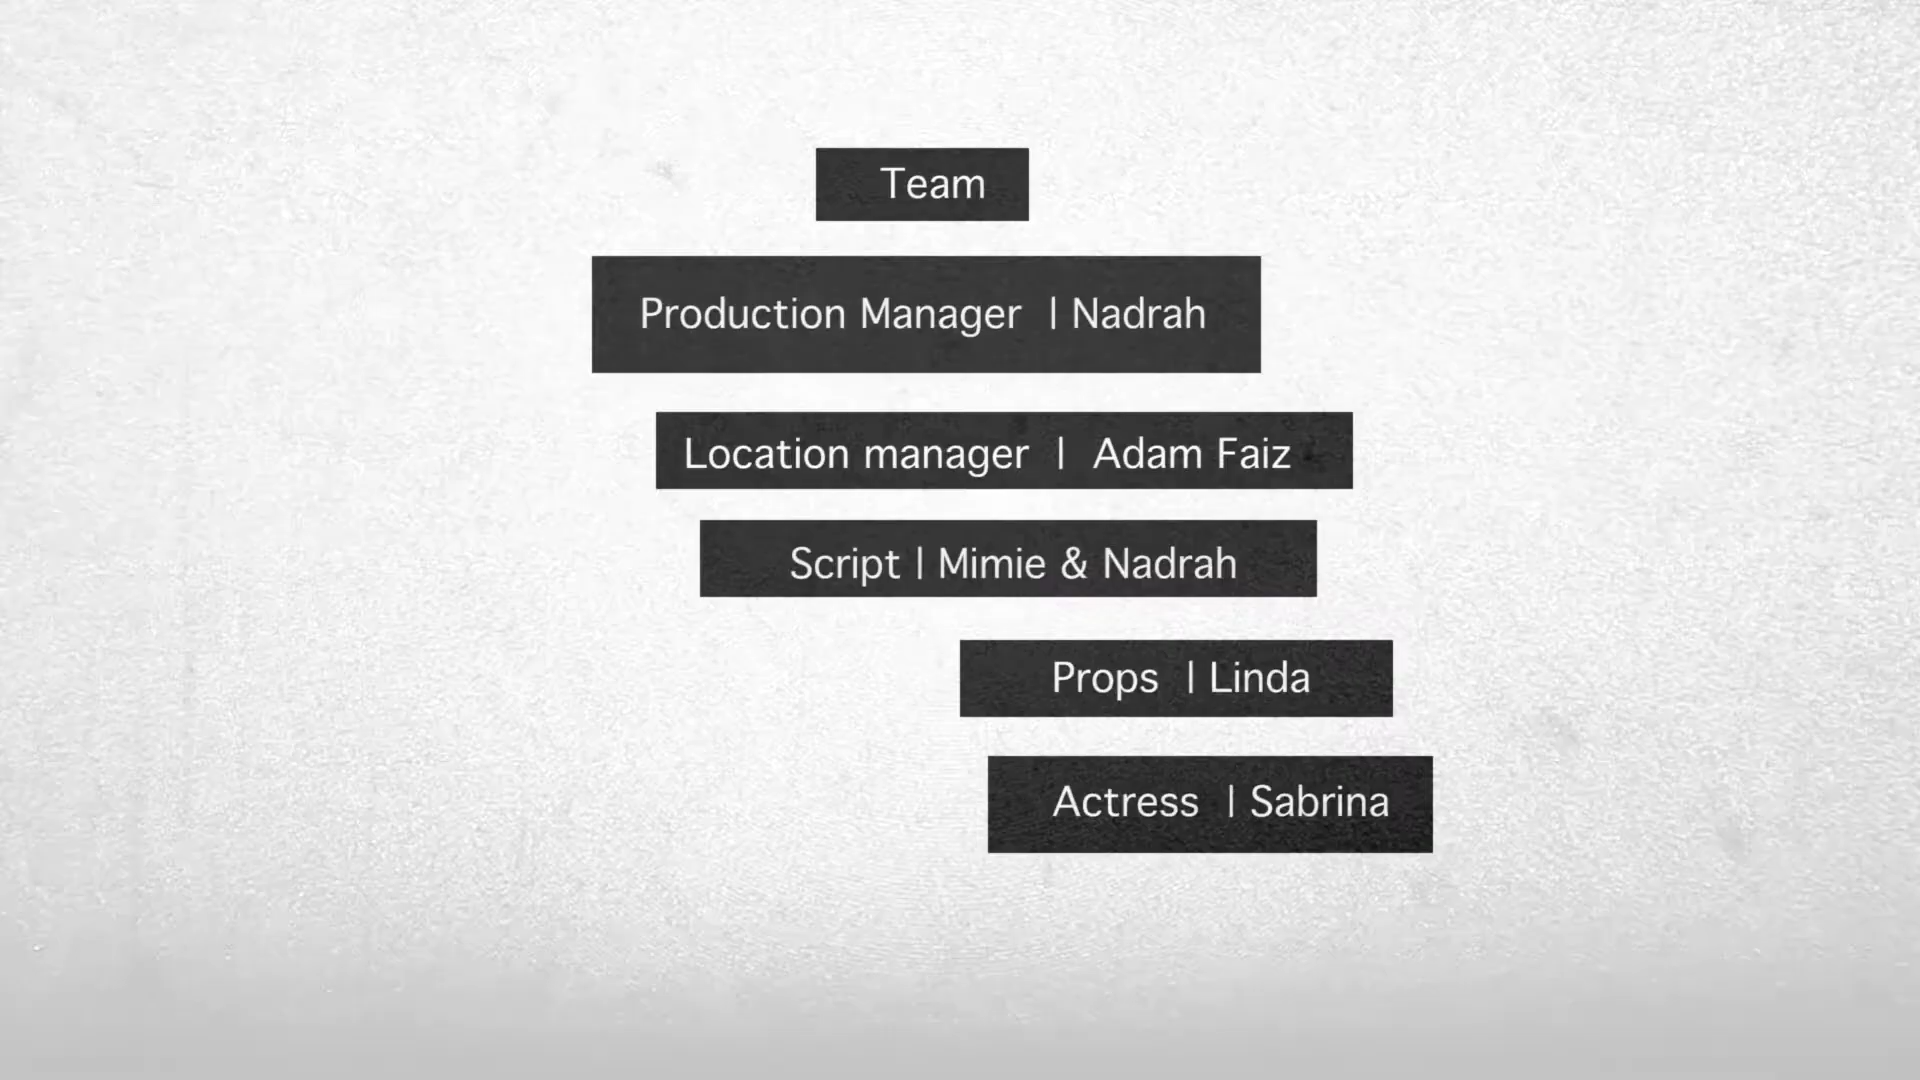 Team
Production Manager | Nadrah
Location manager | Adam Faiz
Script | Mimie & Nadrah
Props | Linda
Actress | Sabrina